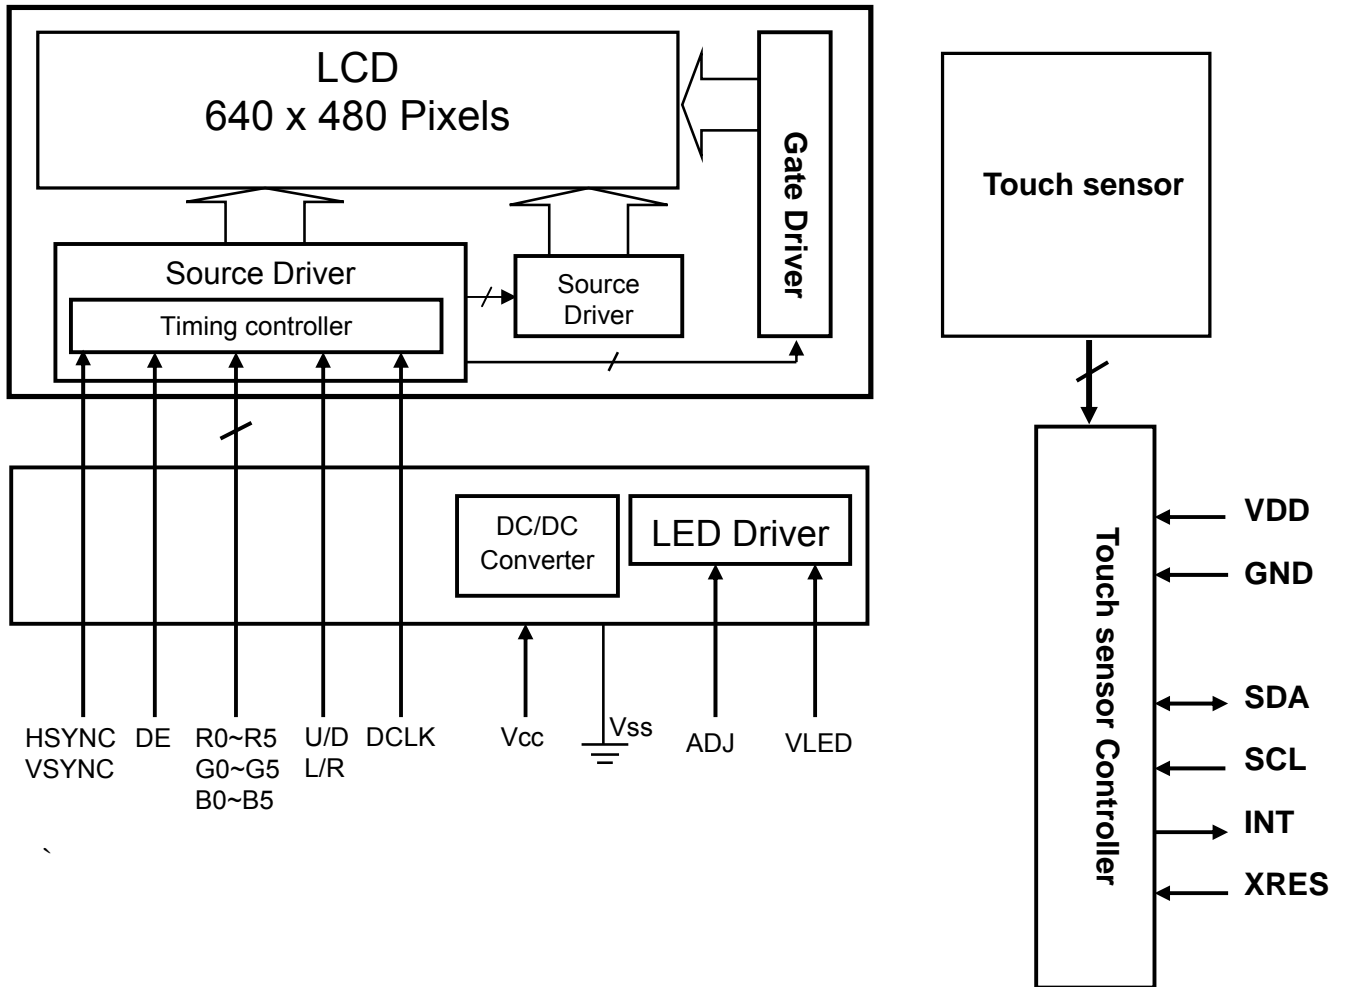 LCD
640 x 480 Pixels
Gate Driver
Source Driver
Timing controller
Source
Driver
DC/DC
Converter
LED Driver
HSYNC
VSYNC
DE
R0~R5
G0~G5
B0~B5
U/D
L/R
DCLK
Vcc
Vss
ADJ
VLED
`
Touch sensor
Touch sensor Controller
VDD
GND
SDA
SCL
INT
XRES